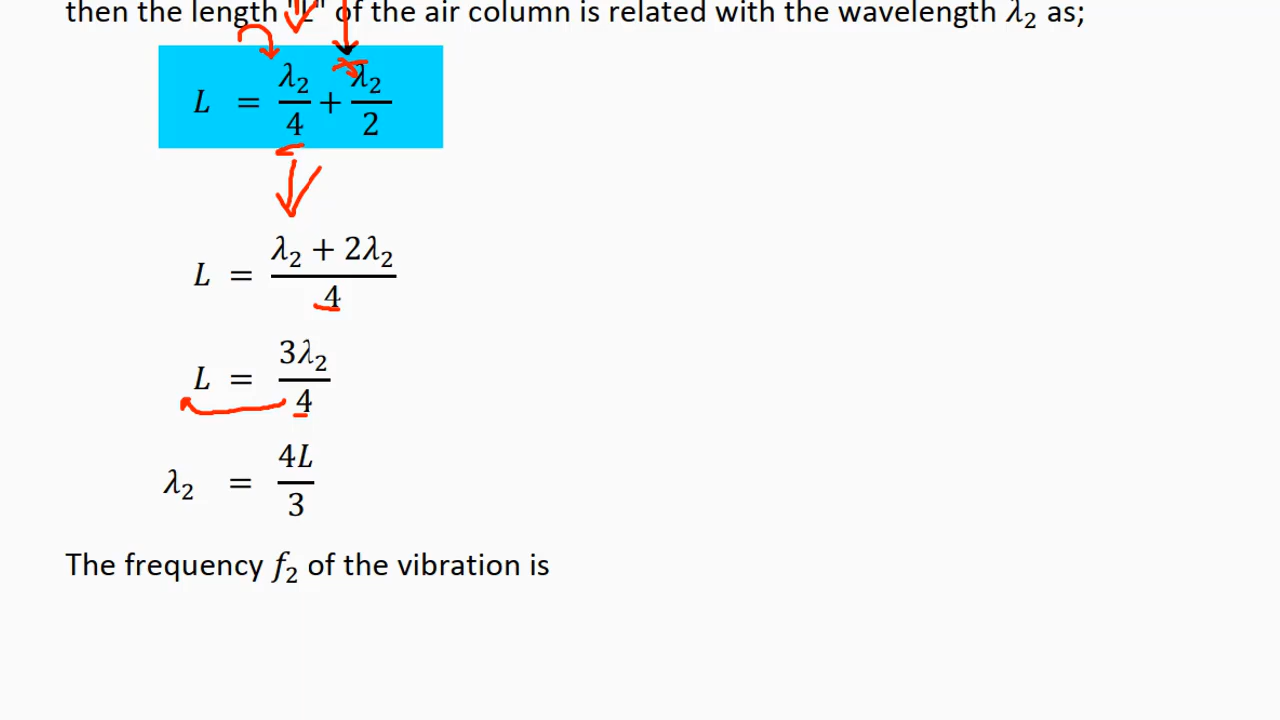 then the length "L" of the air column is related with the wavelength λ₂ as;
L = λ₂/4 + λ₂/2
L = (λ₂ + 2λ₂)/4
L = 3λ₂/4
λ₂ = 4L/3
The frequency f₂ of the vibration is